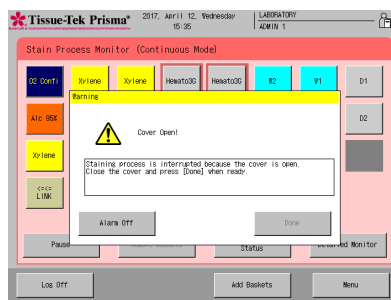 Tissue-Tek Prisma®
2017, April 12, Wednesday
15:35
LABORATORY
ADMIN 1
Stain Process Monitor (Continuous Mode)
02 Confi
Xylene
Xylene
Hemato3G
Hemato3G
W2
W1
D1
Alc 95%
D2
Xylene
<=<=
LINK
Warning
Cover Open!
Staining process is interrupted because the cover is open.
Close the cover and press [Done] when ready.
Alarm Off
Done
Pause
Status
Monitor
Log Off
Add Baskets
Menu